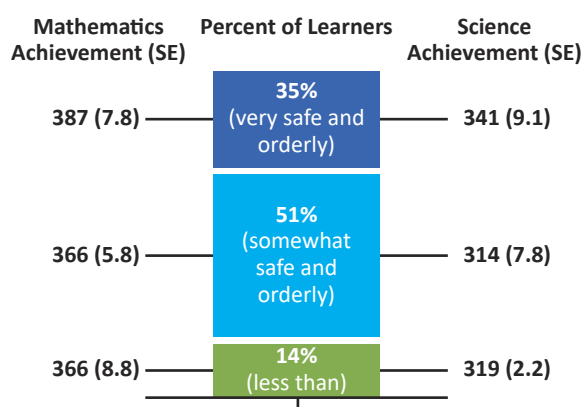 Mathematics Achievement (SE)
Percent of Learners
Science Achievement (SE)
387 (7.8)
35%
(very safe and
orderly)
341 (9.1)
366 (5.8)
51%
(somewhat
safe and
orderly)
314 (7.8)
366 (8.8)
14%
(less than)
319 (2.2)